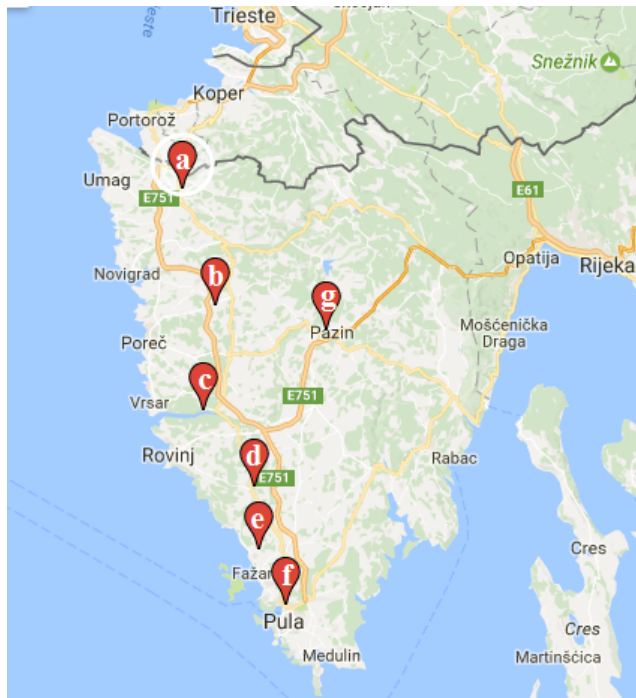 Trieste
Snežnik
Koper
Portorož
a
Umag
E751
E61
Opatija
Rijeka
Novigrad
b
g
Pazin
Mošćenička
Draga
Poreč
c
E751
Vrsar
Rovinj
d
E751
Rabac
e
Cres
Fažan
f
Pula
Cres
Medulin
Martinšćica